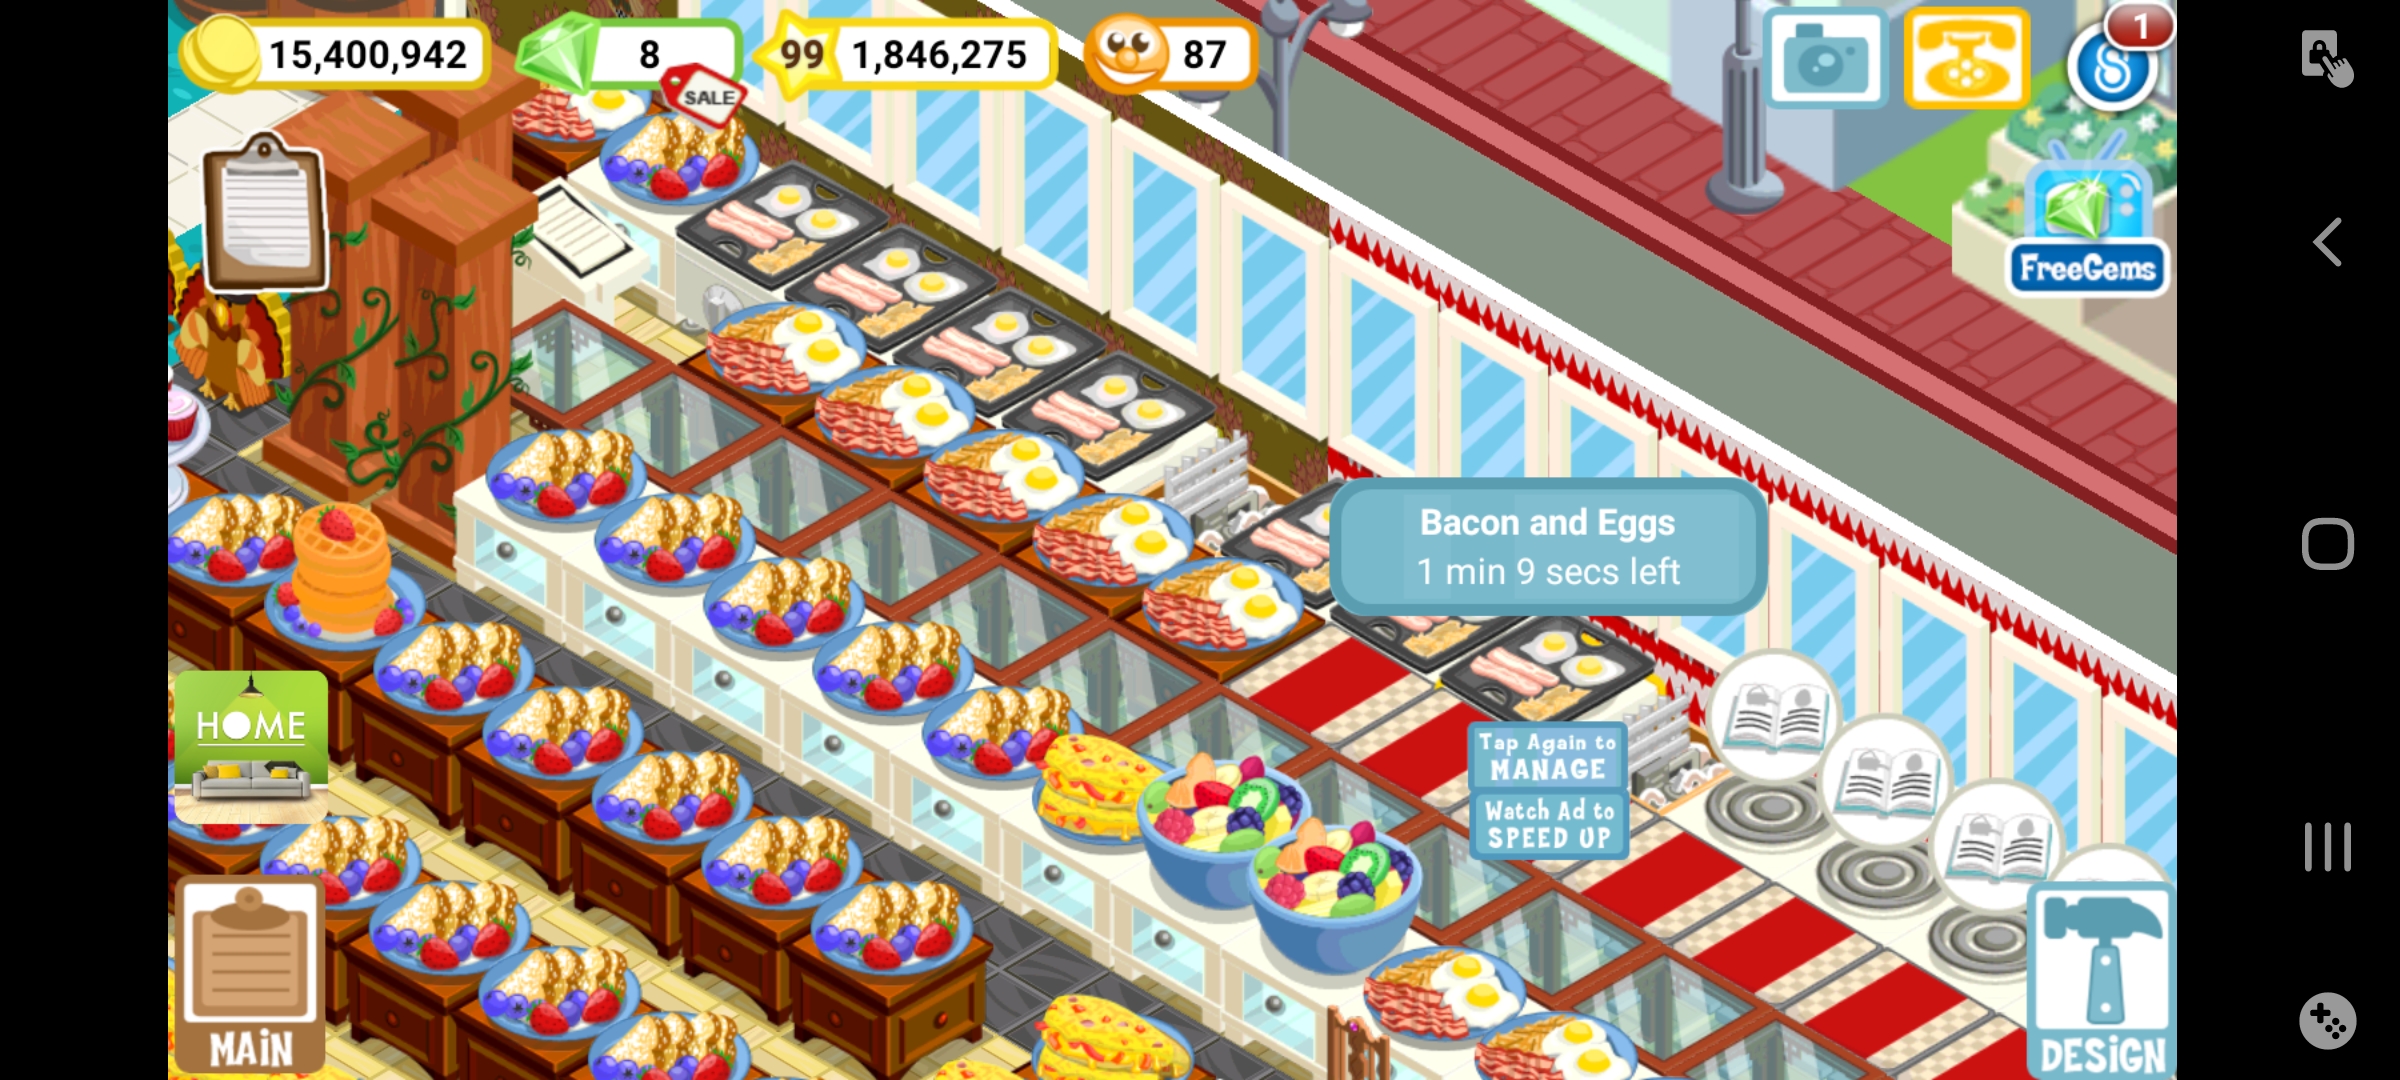 15,400,942
8
SALE
99
1,846,275
87
1
FreeGems
Bacon and Eggs
1 min 9 secs left
HOME
Tap Again to
MANAGE
Watch Ad to
SPEED UP
MAIN
DESIGN